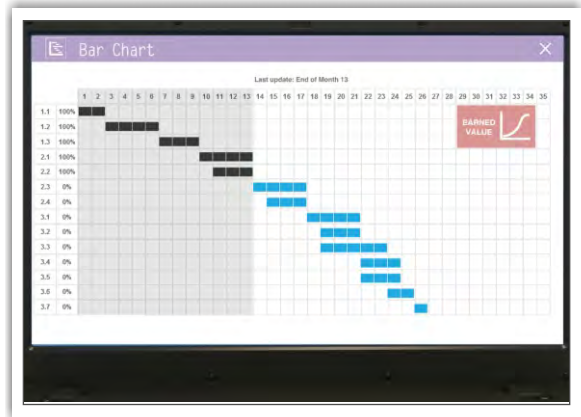 Bar Chart
Last update: End of Month 13
1 2 3 4 5 6 7 8 9 10 11 12 13 14 15 16 17 18 19 20 21 22 23 24 25 26 27 28 29 30 31 32 33 34 35
1.1 100%
1.2 100%
1.3 100%
2.1 100%
2.2 100%
2.3 0%
2.4 0%
3.1 0%
3.2 0%
3.3 0%
3.4 0%
3.5 0%
3.6 0%
3.7 0%
BARNED
VALUE